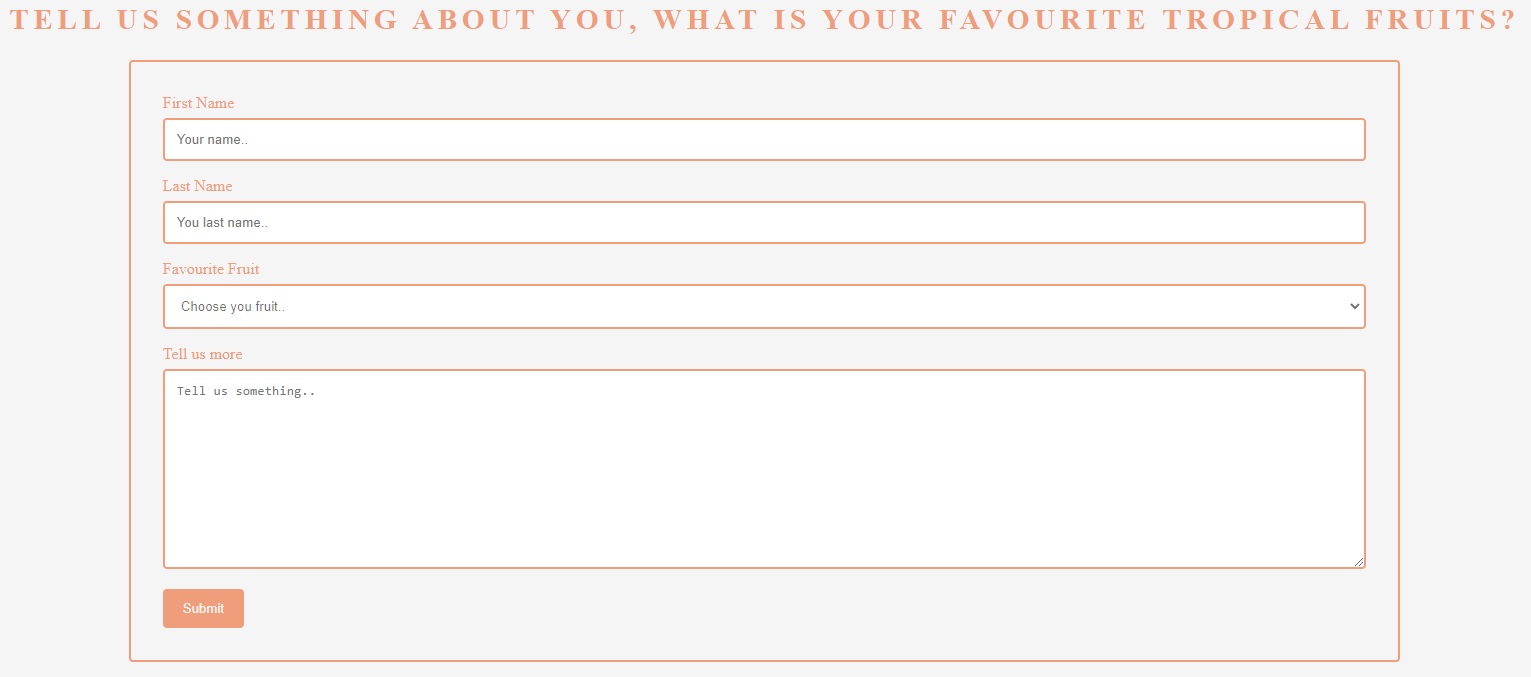 TELL US SOMETHING ABOUT YOU, WHAT IS YOUR FAVOURITE TROPICAL FRUITS?
First Name
Your name..
Last Name
You last name..
Favourite Fruit
Choose you fruit..
Tell us more
Tell us something..
Submit